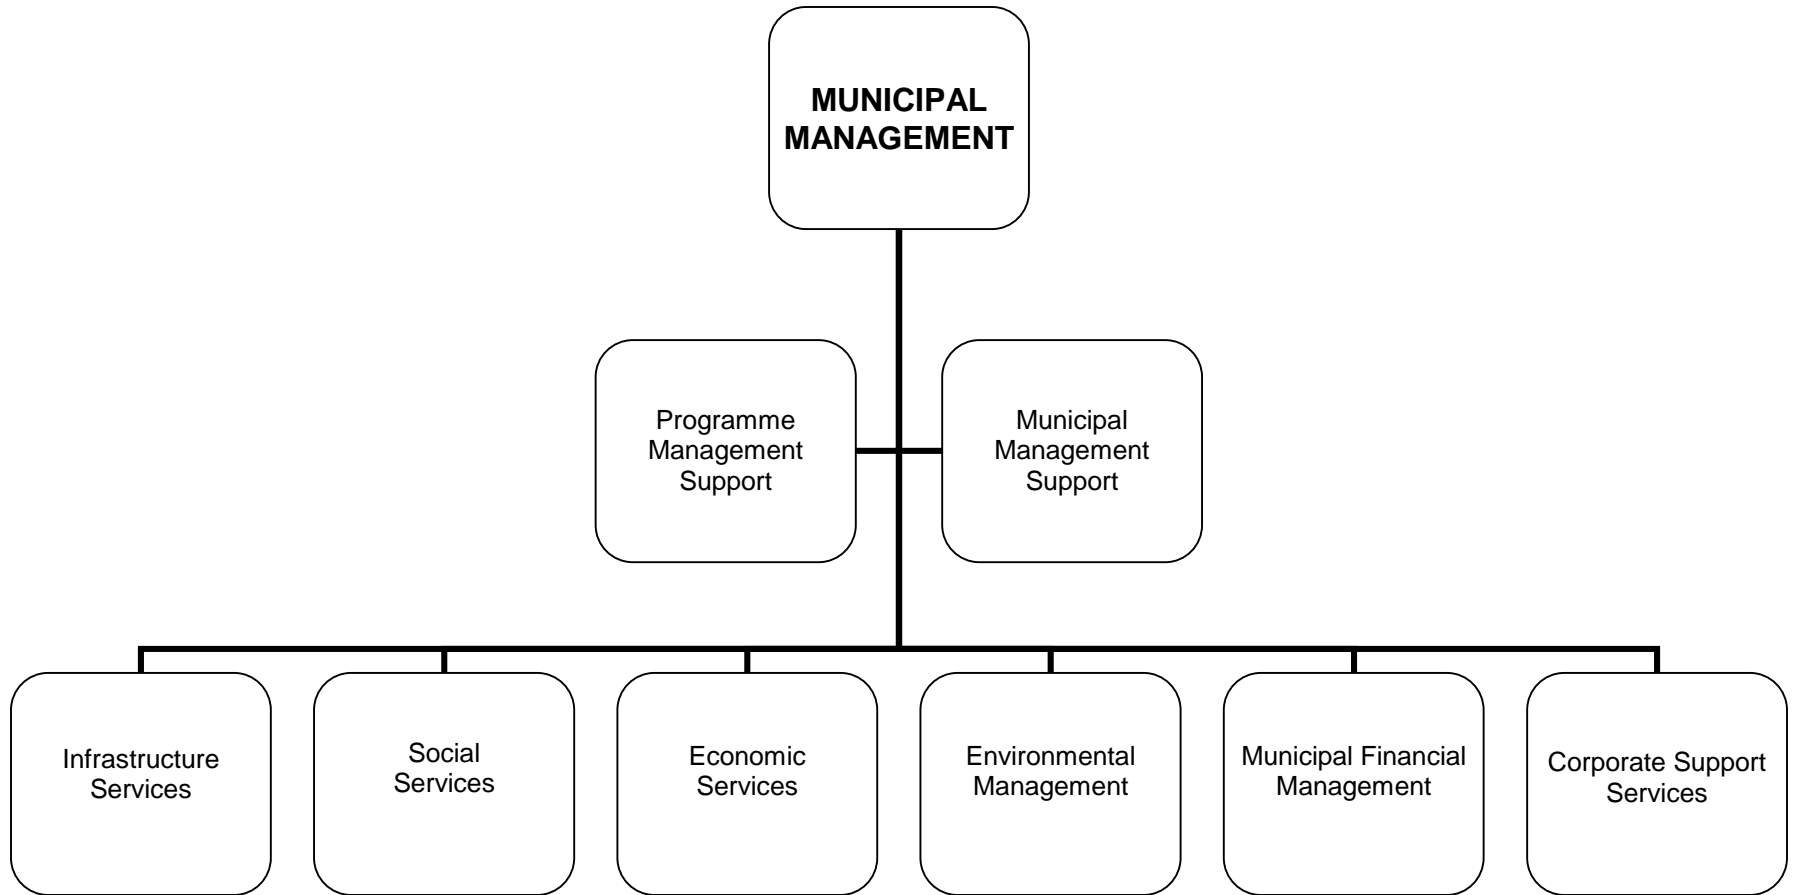 MUNICIPAL
MANAGEMENT
Programme
Management
Support
Municipal
Management
Support
Infrastructure
Services
Social
Services
Economic
Services
Environmental
Management
Municipal Financial
Management
Corporate Support
Services